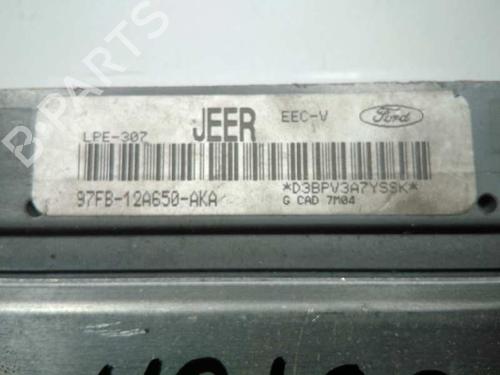 B-PARTS
LPE-307 JEER EEC-V Ford
97FB-12A650-AKA *D3BPV3A7YSSK*
G CAD 7M04